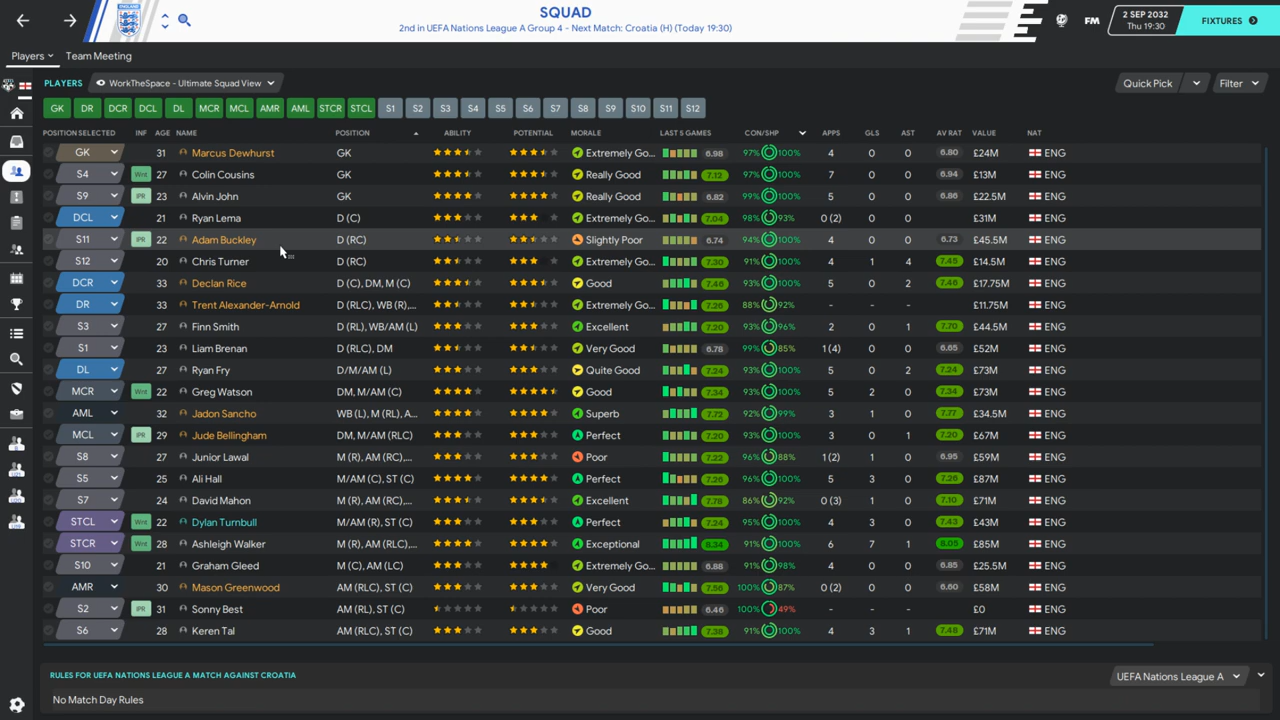 SQUAD
2nd in UEFA Nations League A Group 4 - Next Match: Croatia (H) (Today 19:30)
ENGLAND
FM
2 SEP 2032
Thu 19:30
FIXTURES
Players
Team Meeting
PLAYERS
WorkTheSpace - Ultimate Squad View
Quick Pick
Filter
GK DR DCR DCL DL MCR MCL AMR AML STCR STCL S1 S2 S3 S4 S5 S6 S7 S8 S9 S10 S11 S12
POSITION SELECTED INF AGE NAME POSITION ABILITY POTENTIAL MORALE LAST 5 GAMES CON/SHP APPS GLS AST AV RAT VALUE NAT
GK 31 Marcus Dewhurst GK Extremely Go... 6.98 97% 100% 4 0 0 6.80 £24M ENG
S4 Wnt 27 Colin Cousins GK Really Good 7.12 97% 100% 7 0 0 6.94 £13M ENG
S9 IPR 23 Alvin John GK Really Good 6.82 99% 100% 5 0 0 6.86 £22.5M ENG
DCL 21 Ryan Lema D (C) Extremely Go... 7.04 98% 93% 0 (2) 0 0 £31M ENG
S11 IPR 22 Adam Buckley D (RC) Slightly Poor 6.74 94% 100% 4 0 0 6.73 £45.5M ENG
S12 20 Chris Turner D (RC) Extremely Go... 7.30 91% 100% 4 1 4 7.45 £14.5M ENG
DCR 33 Declan Rice D (C), DM, M (C) Good 7.46 93% 100% 5 0 2 7.46 £17.75M ENG
DR 33 Trent Alexander-Arnold D (RLC), WB (R),... Extremely Go... 7.26 88% 92% - - - £11.75M ENG
S3 27 Finn Smith D (RL), WB/AM (L) Excellent 7.20 93% 96% 2 0 1 7.70 £44.5M ENG
S1 23 Liam Brenan D (RLC), DM Very Good 6.78 99% 85% 1 (4) 0 0 6.65 £52M ENG
DL 27 Ryan Fry D/M/AM (L) Quite Good 7.24 93% 100% 5 0 2 7.24 £73M ENG
MCR Wnt 22 Greg Watson DM, M/AM (C) Good 7.34 93% 100% 5 2 0 7.34 £73M ENG
AML 32 Jadon Sancho WB (L), M (RL), A... Superb 7.72 92% 99% 3 1 0 7.77 £34.5M ENG
MCL IPR 29 Jude Bellingham DM, M/AM (RLC) Perfect 7.20 93% 100% 3 0 1 7.20 £67M ENG
S8 27 Junior Lawal M (R), AM (RC),... Poor 7.22 96% 88% 1 (2) 0 1 6.95 £59M ENG
S5 25 Ali Hall M/AM (C), ST (C) Perfect 7.26 96% 100% 5 3 0 7.26 £87M ENG
S7 24 David Mahon M (R), AM (RC),... Excellent 7.78 86% 92% 0 (3) 1 0 7.10 £71M ENG
STCL Wnt 22 Dylan Turnbull M/AM (R), ST (C) Perfect 7.24 95% 100% 4 3 0 7.43 £43M ENG
STCR Wnt 28 Ashleigh Walker M (R), AM (RLC),... Exceptional 8.34 91% 100% 6 7 1 8.05 £85M ENG
S10 21 Graham Gleed M (C), AM (LC) Extremely Go... 6.88 91% 98% 4 0 1 6.85 £25.5M ENG
AMR 30 Mason Greenwood AM (RLC), ST (C) Very Good 7.56 100% 87% 0 (2) 0 0 6.60 £58M ENG
S2 IPR 31 Sonny Best AM (RL), ST (C) Poor 6.46 100% 49% - - - £0 ENG
S6 28 Keren Tal AM (RLC), ST (C) Good 7.38 91% 100% 4 3 1 7.48 £71M ENG
RULES FOR UEFA NATIONS LEAGUE A MATCH AGAINST CROATIA
UEFA Nations League A
No Match Day Rules